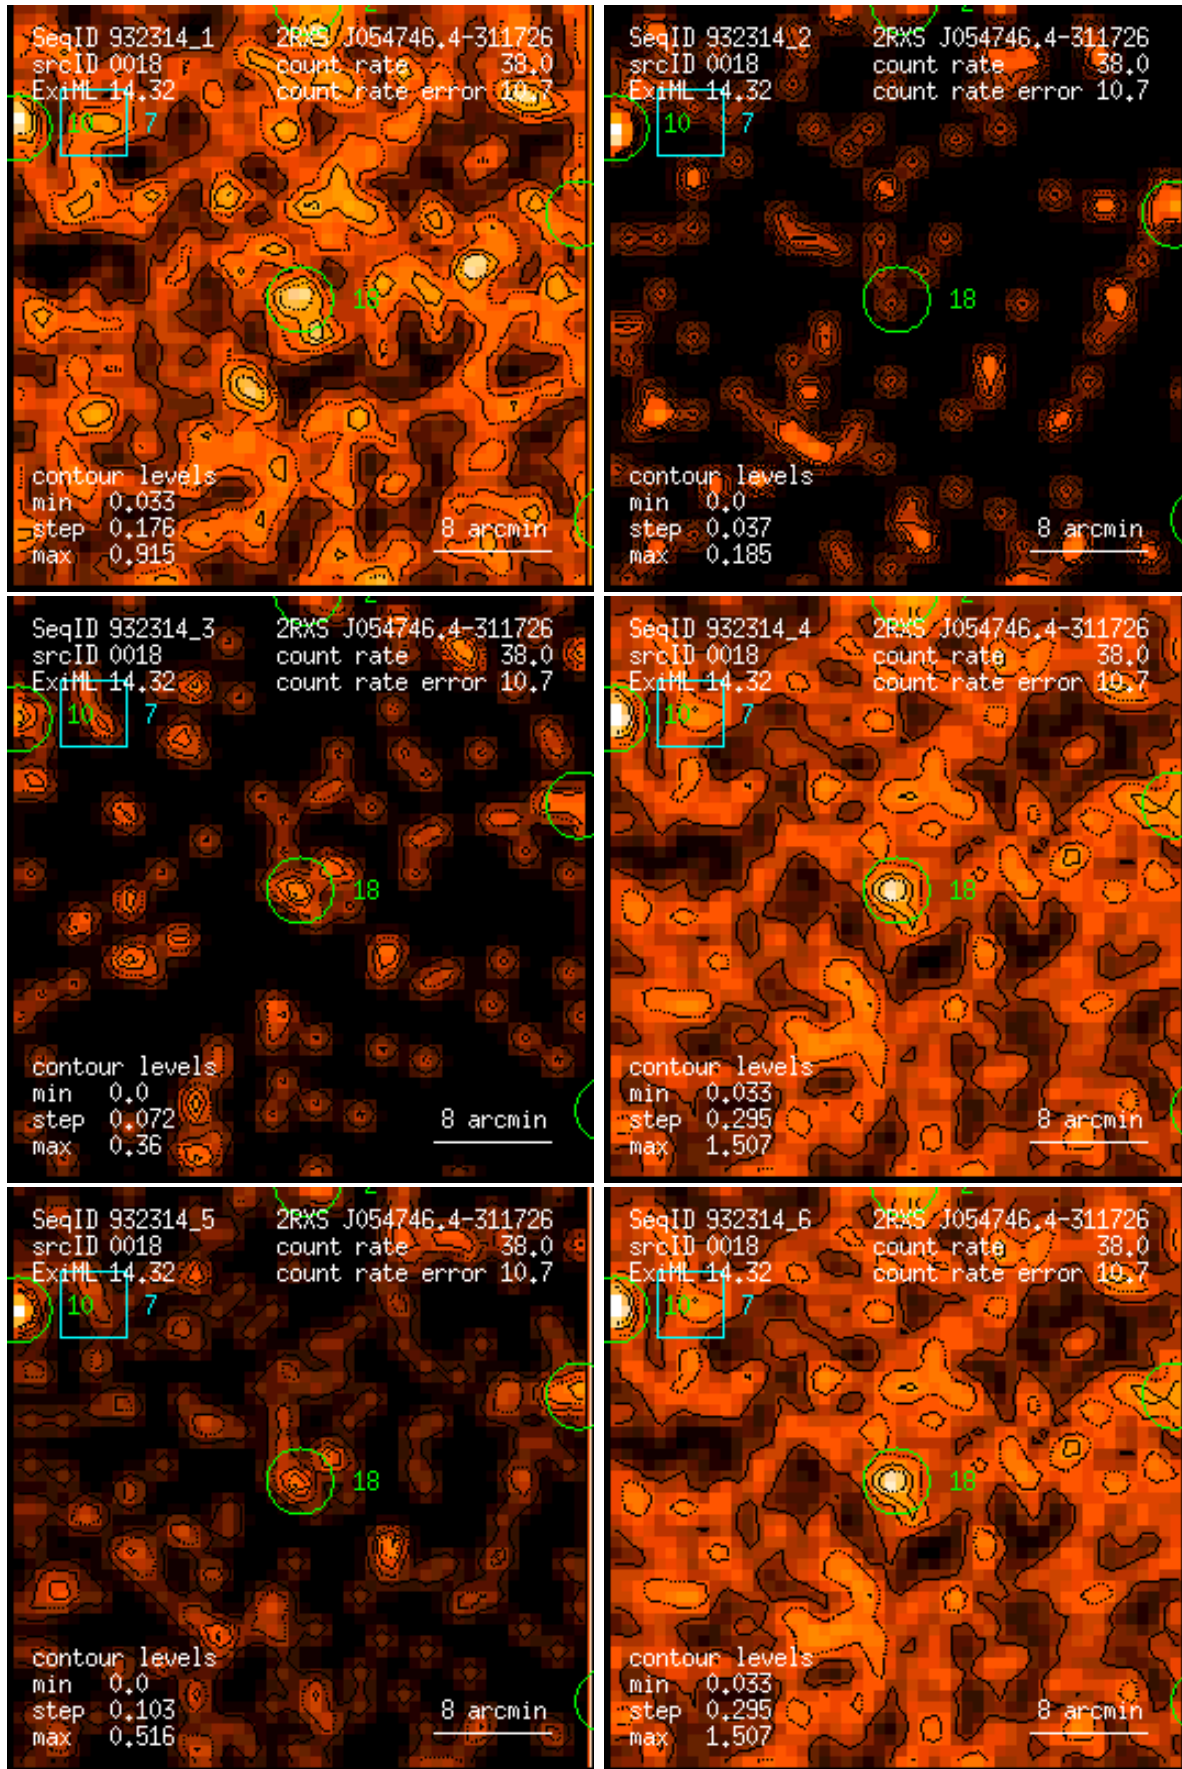 2
SeqID 932314_1 2RXS J054746.4-311726
srcID 0018 count rate 38.0
ExiML 14.32 count rate error 10.7
10 7
18
contour levels
min 0.033
step 0.176 8 arcmin
max 0.915
2
SeqID 932314_2 2RXS J054746.4-311726
srcID 0018 count rate 38.0
ExiML 14.32 count rate error 10.7
10 7
18
contour levels
min 0.0
step 0.037 8 arcmin
max 0.185
2
SeqID 932314_3 2RXS J054746.4-311726
srcID 0018 count rate 38.0
ExiML 14.32 count rate error 10.7
10 7
18
contour levels
min 0.0
step 0.072 8 arcmin
max 0.36
2
SeqID 932314_4 2RXS J054746.4-311726
srcID 0018 count rate 38.0
ExiML 14.32 count rate error 10.7
10 7
18
contour levels
min 0.033
step 0.295 8 arcmin
max 1.507
2
SeqID 932314_5 2RXS J054746.4-311726
srcID 0018 count rate 38.0
ExiML 14.32 count rate error 10.7
10 7
18
contour levels
min 0.0
step 0.103 8 arcmin
max 0.516
2
SeqID 932314_6 2RXS J054746.4-311726
srcID 0018 count rate 38.0
ExiML 14.32 count rate error 10.7
10 7
18
contour levels
min 0.033
step 0.295 8 arcmin
max 1.507